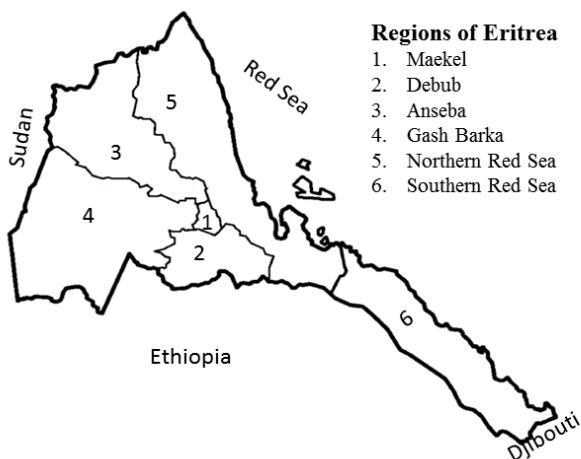 Regions of Eritrea
1. Maekel
2. Debub
3. Anseba
4. Gash Barka
5. Northern Red Sea
6. Southern Red Sea
Red Sea
Sudan
5
3
4
1
2
6
Ethiopia
Djibouti